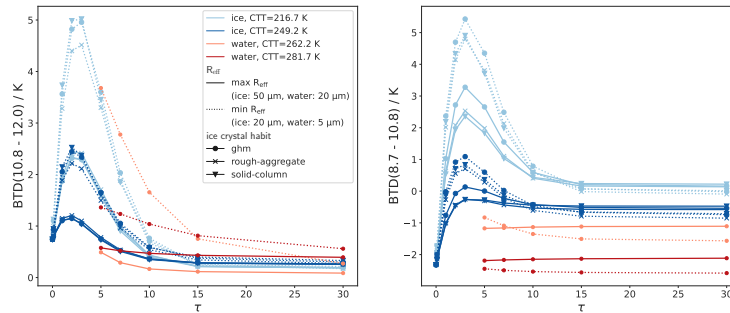 BTD(10.8 - 12.0) / K
5
4
3
2
1
0
0
5
10
15
20
25
30
τ
ice, CTT=216.7 K
ice, CTT=249.2 K
water, CTT=262.2 K
water, CTT=281.7 K
Reff
max Reff
(ice: 50 μm, water: 20 μm)
min Reff
(ice: 20 μm, water: 5 μm)
ice crystal habit
ghm
rough-aggregate
solid-column
BTD(8.7 - 10.8) / K
5
4
3
2
1
0
−1
−2
0
5
10
15
20
25
30
τ